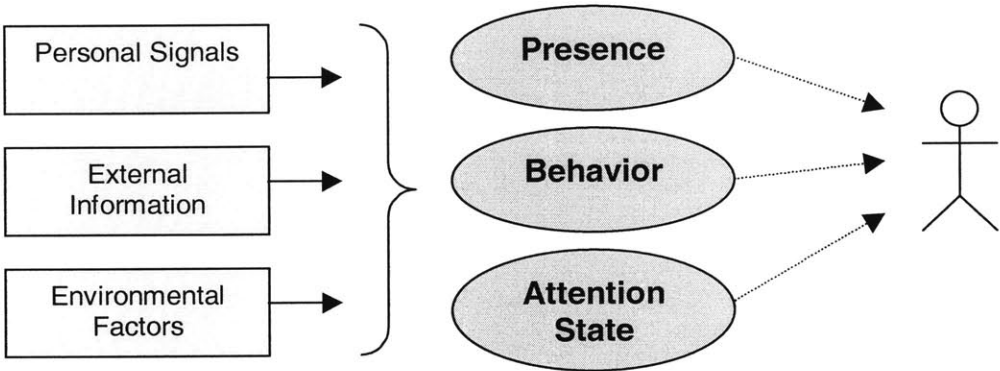 Personal Signals
External
Information
Environmental
Factors
Presence
Behavior
Attention
State